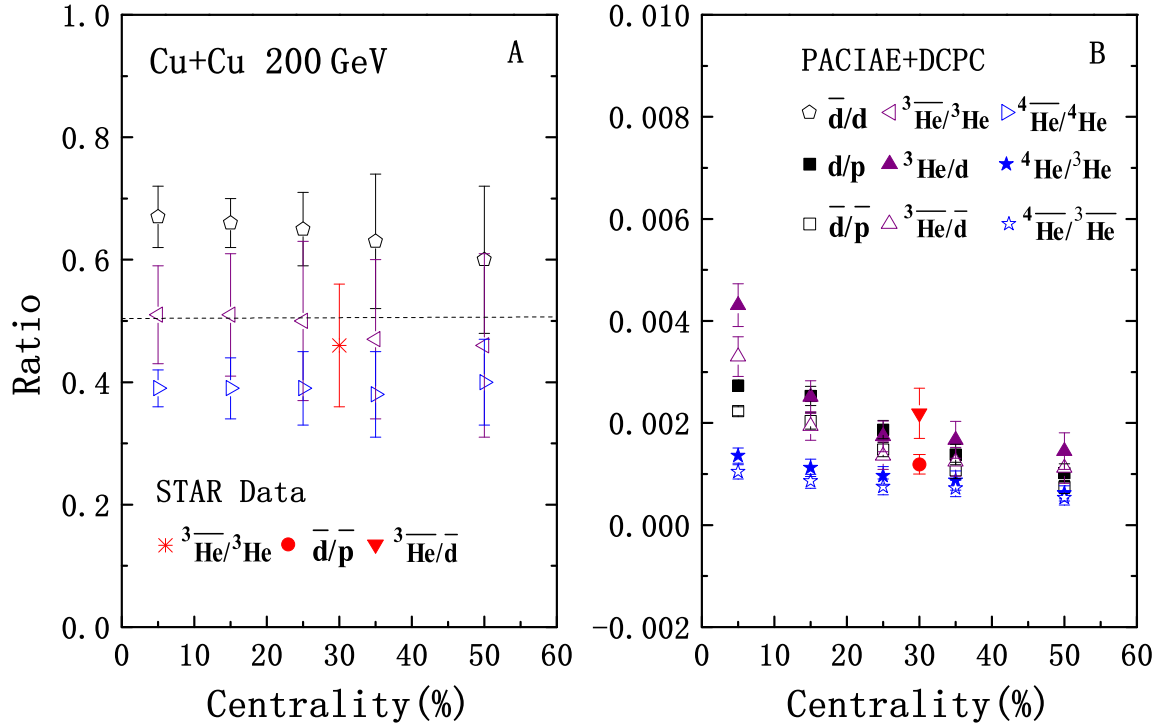 Cu+Cu 200 GeV A
1.0
0.8
0.6
0.4
0.2
0.0
Ratio
STAR Data
³H̅e̅/³He d̅/p̅ ³H̅e̅/d̅
0 10 20 30 40 50 60
Centrality(%)
PACIAE+DCPC B
d̅/d ³H̅e̅/³He ⁴H̅e̅/⁴He
d/p ³He/d ⁴He/³He
d̅/p̅ ³H̅e̅/d̅ ⁴H̅e̅/³H̅e̅
0.010
0.008
0.006
0.004
0.002
0.000
−0.002
0 10 20 30 40 50 60
Centrality(%)